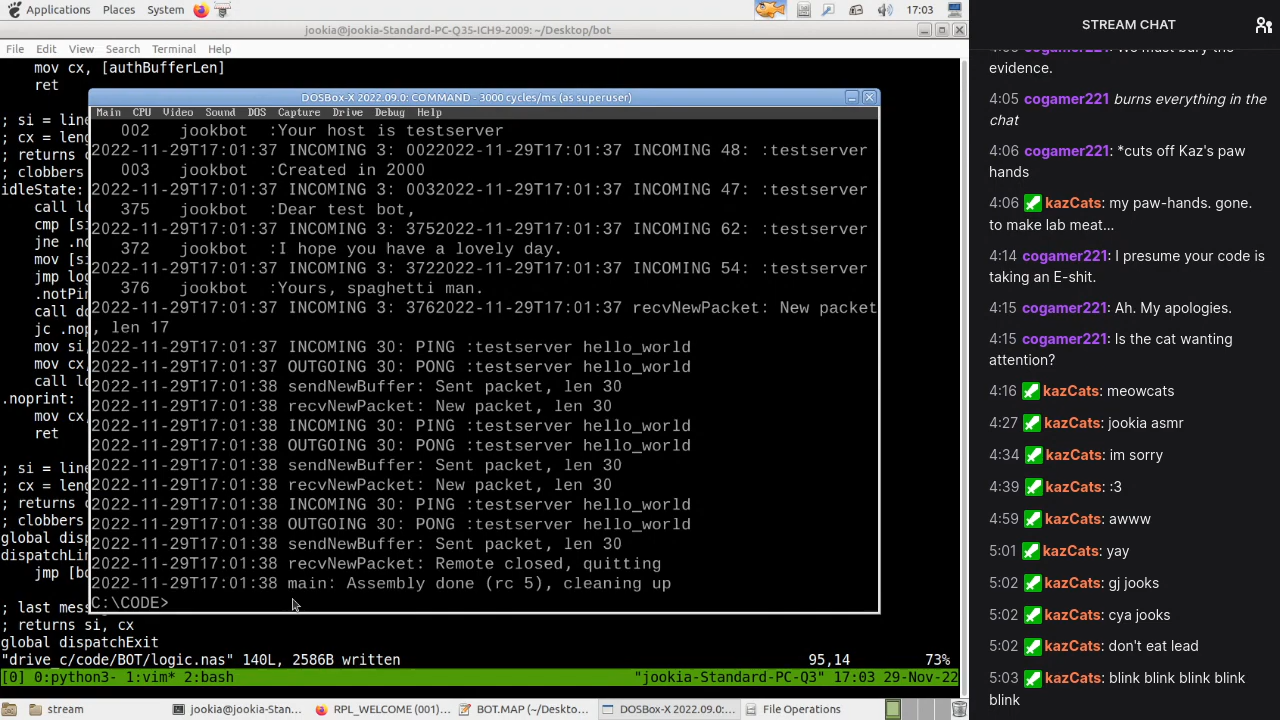 Applications Places System 17:03
jookia@jookia-Standard-PC-Q35-ICH9-2009: ~/Desktop/bot
File Edit View Search Terminal Help
mov cx, [authBufferLen]
ret
; si = line
; cx = leng
; returns c
; clobbers
idleState:
call lo
cmp [si
jne .no
mov [si
jmp log
.notPin
call do
jc .nop
mov si,
mov cx,
call lo
.noprint:
mov cx,
ret
; si = line
; cx = leng
; returns c
; clobbers
global disp
dispatchLin
jmp [bo
; last mess
; returns si, cx
global dispatchExit
"drive_c/code/BOT/logic.nas" 140L, 2586B written 95,14 73%
[0] 0:python3- 1:vim* 2:bash "jookia-Standard-PC-Q3" 17:03 29-Nov-22
DOSBox-X 2022.09.0: COMMAND - 3000 cycles/ms (as superuser)
Main CPU Video Sound DOS Capture Drive Debug Help
002 jookbot :Your host is testserver
2022-11-29T17:01:37 INCOMING 3: 0022022-11-29T17:01:37 INCOMING 48: :testserver
003 jookbot :Created in 2000
2022-11-29T17:01:37 INCOMING 3: 0032022-11-29T17:01:37 INCOMING 47: :testserver
375 jookbot :Dear test bot,
2022-11-29T17:01:37 INCOMING 3: 3752022-11-29T17:01:37 INCOMING 62: :testserver
372 jookbot :I hope you have a lovely day.
2022-11-29T17:01:37 INCOMING 3: 3722022-11-29T17:01:37 INCOMING 54: :testserver
376 jookbot :Yours, spaghetti man.
2022-11-29T17:01:37 INCOMING 3: 3762022-11-29T17:01:37 recvNewPacket: New packet
, len 17
2022-11-29T17:01:37 INCOMING 30: PING :testserver hello_world
2022-11-29T17:01:37 OUTGOING 30: PONG :testserver hello_world
2022-11-29T17:01:38 sendNewBuffer: Sent packet, len 30
2022-11-29T17:01:38 recvNewPacket: New packet, len 30
2022-11-29T17:01:38 INCOMING 30: PING :testserver hello_world
2022-11-29T17:01:38 OUTGOING 30: PONG :testserver hello_world
2022-11-29T17:01:38 sendNewBuffer: Sent packet, len 30
2022-11-29T17:01:38 recvNewPacket: New packet, len 30
2022-11-29T17:01:38 INCOMING 30: PING :testserver hello_world
2022-11-29T17:01:38 OUTGOING 30: PONG :testserver hello_world
2022-11-29T17:01:38 sendNewBuffer: Sent packet, len 30
2022-11-29T17:01:38 recvNewPacket: Remote closed, quitting
2022-11-29T17:01:38 main: Assembly done (rc 5), cleaning up
C:\CODE>
stream jookia@jookia-Stan... RPL_WELCOME (001)... BOT.MAP (~/Deskto... DOSBox-X 2022.09.0:... File Operations
STREAM CHAT
evidence.
4:05 cogamer221 burns everything in the
chat
4:06 cogamer221: *cuts off Kaz's paw
hands
4:06 kazCats: my paw-hands. gone.
to make lab meat...
4:14 cogamer221: I presume your code is
taking an E-shit.
4:15 cogamer221: Ah. My apologies.
4:15 cogamer221: Is the cat wanting
attention?
4:16 kazCats: meowcats
4:27 kazCats: jookia asmr
4:34 kazCats: im sorry
4:39 kazCats: :3
4:59 kazCats: awww
5:01 kazCats: yay
5:02 kazCats: gj jooks
5:02 kazCats: cya jooks
5:02 kazCats: don't eat lead
5:03 kazCats: blink blink blink blink
blink